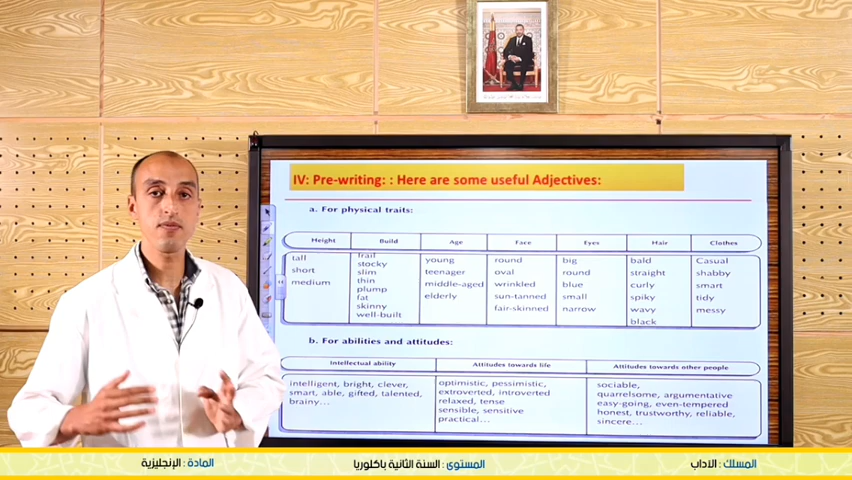 IV: Pre-writing: : Here are some useful Adjectives:
a. For physical traits:
Height Build Age Face Eyes Hair Clothes
tall
short
medium
frail
stocky
slim
thin
plump
fat
skinny
well-built
young
teenager
middle-aged
elderly
round
oval
wrinkled
sun-tanned
fair-skinned
big
round
blue
small
narrow
bald
straight
curly
spiky
wavy
black
Casual
shabby
smart
tidy
messy
b. For abilities and attitudes:
Intellectual ability Attitudes towards life Attitudes towards other people
intelligent, bright, clever,
smart, able, gifted, talented,
brainy...
optimistic, pessimistic,
extroverted, introverted
relaxed, tense
sensible, sensitive
practical...
sociable,
quarrelsome, argumentative
easy-going, even-tempered
honest, trustworthy, reliable,
sincere...
المسلك : الآداب المستوى : السنة الثانية باكلوريا المادة : الإنجليزية